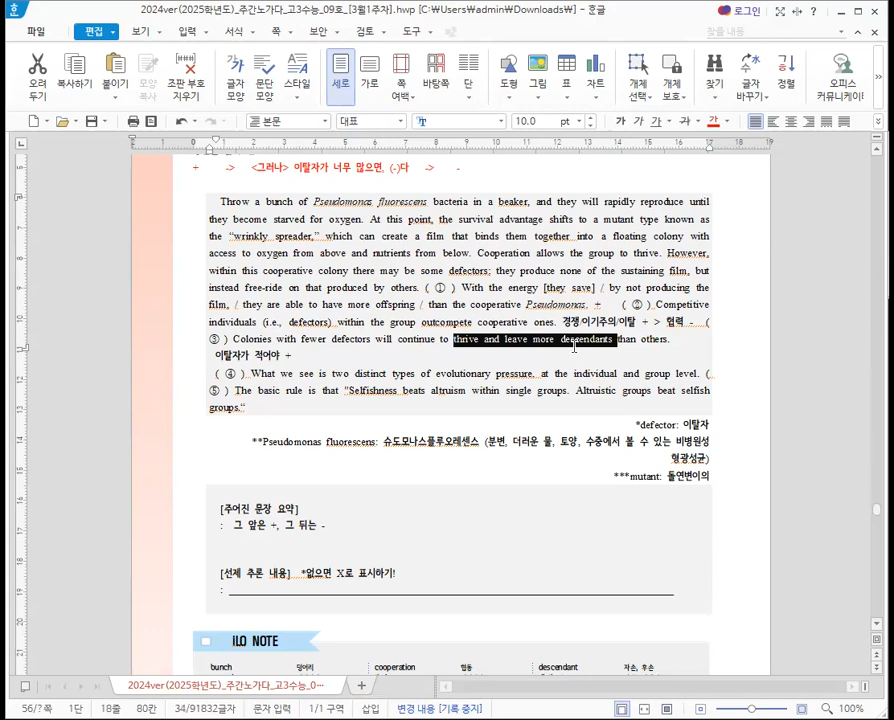 2024ver(2025학년도)_주간노가다_고3수능_09호_[3월1주차].hwp [C:₩Users₩admin₩Downloads₩] - 훈글
로그인
파일 편집 보기 입력 서식 쪽 보안 검토 도구 찾을 내용
오려 두기 복사하기 붙이기 모양 복사 조판 부호 지우기 글자 모양 문단 모양 스타일 세로 가로 쪽 여백 바탕쪽 단 도형 그림 표 차트 개체 선택 개체 보호 찾기 글자 바꾸기 정렬 오피스 커뮤니케이
본문 대표 10.0 pt 가 가 가 가 가
+ -> <그러나> 이탈자가 너무 많으면, (-)다 -> -
Throw a bunch of Pseudomonas fluorescens bacteria in a beaker, and they will rapidly reproduce until
they become starved for oxygen. At this point, the survival advantage shifts to a mutant type known as
the “wrinkly spreader,” which can create a film that binds them together into a floating colony with
access to oxygen from above and nutrients from below. Cooperation allows the group to thrive. However,
within this cooperative colony there may be some defectors; they produce none of the sustaining film, but
instead free-ride on that produced by others. ( ① ) With the energy [they save] / by not producing the
film, / they are able to have more offspring / than the cooperative Pseudomonas. + ( ② ) Competitive
individuals (i.e., defectors) within the group outcompete cooperative ones. 경쟁/이기주의/이탈 + > 협력 - (
③ ) Colonies with fewer defectors will continue to thrive and leave more descendants than others.
이탈자가 적어야 +
( ④ ) What we see is two distinct types of evolutionary pressure, at the individual and group level. (
⑤ ) The basic rule is that "Selfishness beats altruism within single groups. Altruistic groups beat selfish
groups.“
*defector: 이탈자
**Pseudomonas fluorescens: 슈도모나스플루오레센스 (분변, 더러운 물, 토양, 수중에서 볼 수 있는 비병원성
형광성균)
***mutant: 돌연변이의
[주어진 문장 요약]
: 그 앞은 +, 그 뒤는 -
[선제 추론 내용] *없으면 X로 표시하기!
:
iLO NOTE
bunch 덩어리 cooperation 협동 descendant 자손, 후손
2024ver(2025학년도)_주간노가다_고3수능_0…
56/?쪽 1단 18줄 80칸 34/91832글자 문자 입력 1/1 구역 삽입 변경 내용 [기록 중지] 100%